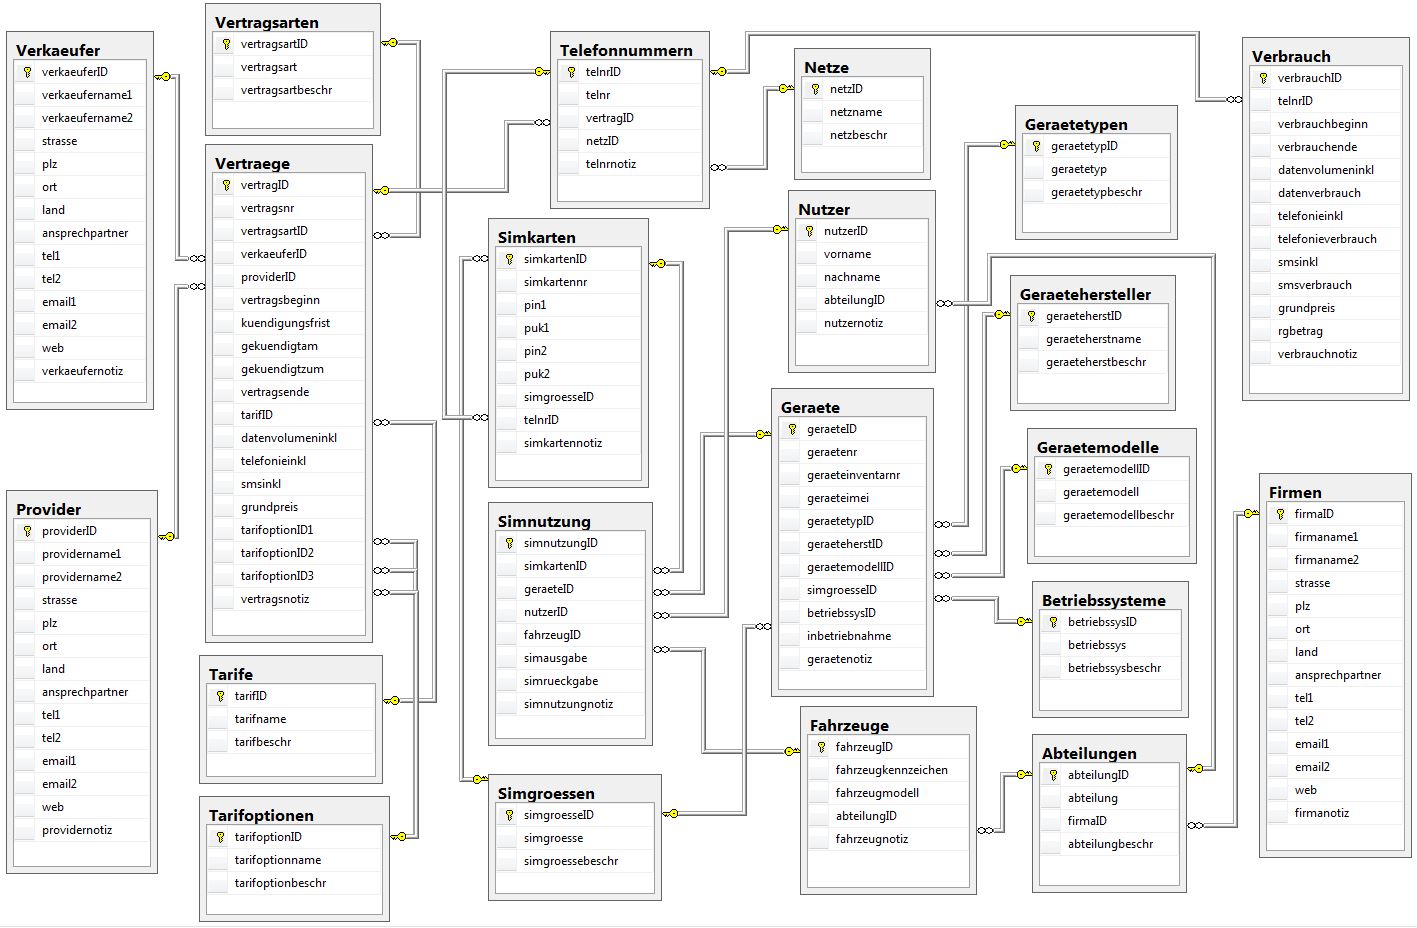 Verkaeufer
verkaeuferID
verkaeufername1
verkaeufername2
strasse
plz
ort
land
ansprechpartner
tel1
tel2
email1
email2
web
verkaeufernotiz
Provider
providerID
providername1
providername2
strasse
plz
ort
land
ansprechpartner
tel1
tel2
email1
email2
web
providernotiz
Vertragsarten
vertragsartID
vertragsart
vertragsartbeschr
Vertraege
vertragID
vertragsnr
vertragsartID
verkaeuferID
providerID
vertragsbeginn
kuendigungsfrist
gekuendigtam
gekuendigtzum
vertragsende
tarifID
datenvolumeninkl
telefonieinkl
smsinkl
grundpreis
tarifoptionID1
tarifoptionID2
tarifoptionID3
vertragsnotiz
Tarife
tarifID
tarifname
tarifbeschr
Tarifoptionen
tarifoptionID
tarifoptionname
tarifoptionbeschr
Telefonnummern
telnrID
telnr
vertragID
netzID
telnrnotiz
Simkarten
simkartenID
simkartennr
pin1
puk1
pin2
puk2
simgroesseID
telnrID
simkartennotiz
Simnutzung
simnutzungID
simkartenID
geraeteID
nutzerID
fahrzeugID
simausgabe
simrueckgabe
simnutzungnotiz
Simgroessen
simgroesseID
simgroesse
simgroessebeschr
Netze
netzID
netzname
netzbeschr
Nutzer
nutzerID
vorname
nachname
abteilungID
nutzernotiz
Geraete
geraeteID
geraetenr
geraeteinventarnr
geraeteimei
geraetetypID
geraeteherstID
geraetemodellID
simgroesseID
betriebssysID
inbetriebnahme
geraetenotiz
Fahrzeuge
fahrzeugID
fahrzeugkennzeichen
fahrzeugmodell
abteilungID
fahrzeugnotiz
Geraetetypen
geraetetypID
geraetetyp
geraetetypbeschr
Geraetehersteller
geraeteherstID
geraeteherstname
geraeteherstbeschr
Geraetemodelle
geraetemodellID
geraetemodell
geraetemodellbeschr
Betriebssysteme
betriebssysID
betriebssys
betriebssysbeschr
Abteilungen
abteilungID
abteilung
firmaID
abteilungbeschr
Verbrauch
verbrauchID
telnrID
verbrauchbeginn
verbrauchende
datenvolumeninkl
datenverbrauch
telefonieinkl
telefonieverbrauch
smsinkl
smsverbrauch
grundpreis
rgbetrag
verbrauchnotiz
Firmen
firmaID
firmaname1
firmaname2
strasse
plz
ort
land
ansprechpartner
tel1
tel2
email1
email2
web
firmanotiz